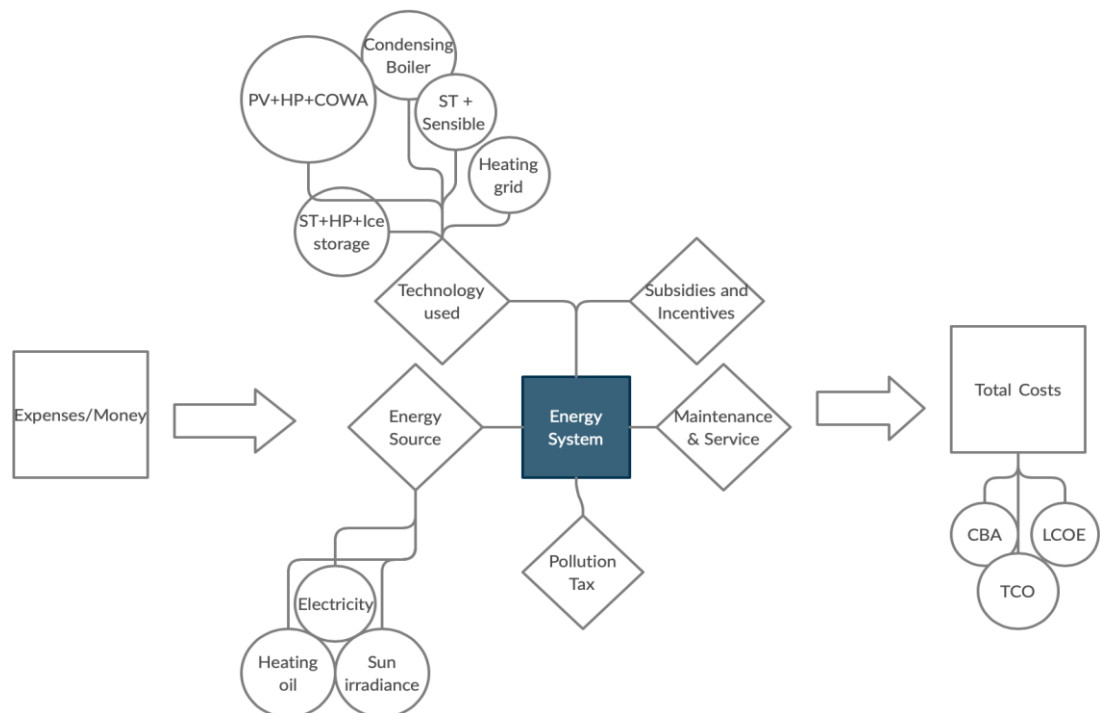 Condensing
Boiler
PV+HP+COWA
ST +
Sensible
Heating
grid
ST+HP+Ice
storage
Technology
used
Subsidies and
Incentives
Expenses/Money
Energy
Source
Energy
System
Maintenance
& Service
Total Costs
Pollution
Tax
CBA
LCOE
TCO
Electricity
Heating
oil
Sun
irradiance